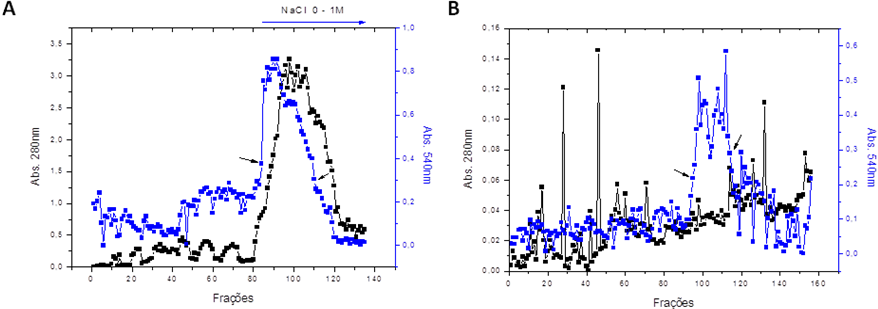 A
NaCl 0 - 1M
B
3.5
3.0
2.5
2.0
1.5
1.0
0.5
0.0
Abs. 280nm
1.0
0.8
0.6
0.4
0.2
0.0
Abs. 540nm
0 20 40 60 80 100 120 140
Frações
0.16
0.14
0.12
0.10
0.08
0.06
0.04
0.02
0.00
Abs. 280nm
0.6
0.5
0.4
0.3
0.2
0.1
0.0
Abs. 540nm
0 20 40 60 80 100 120 140 160
Frações